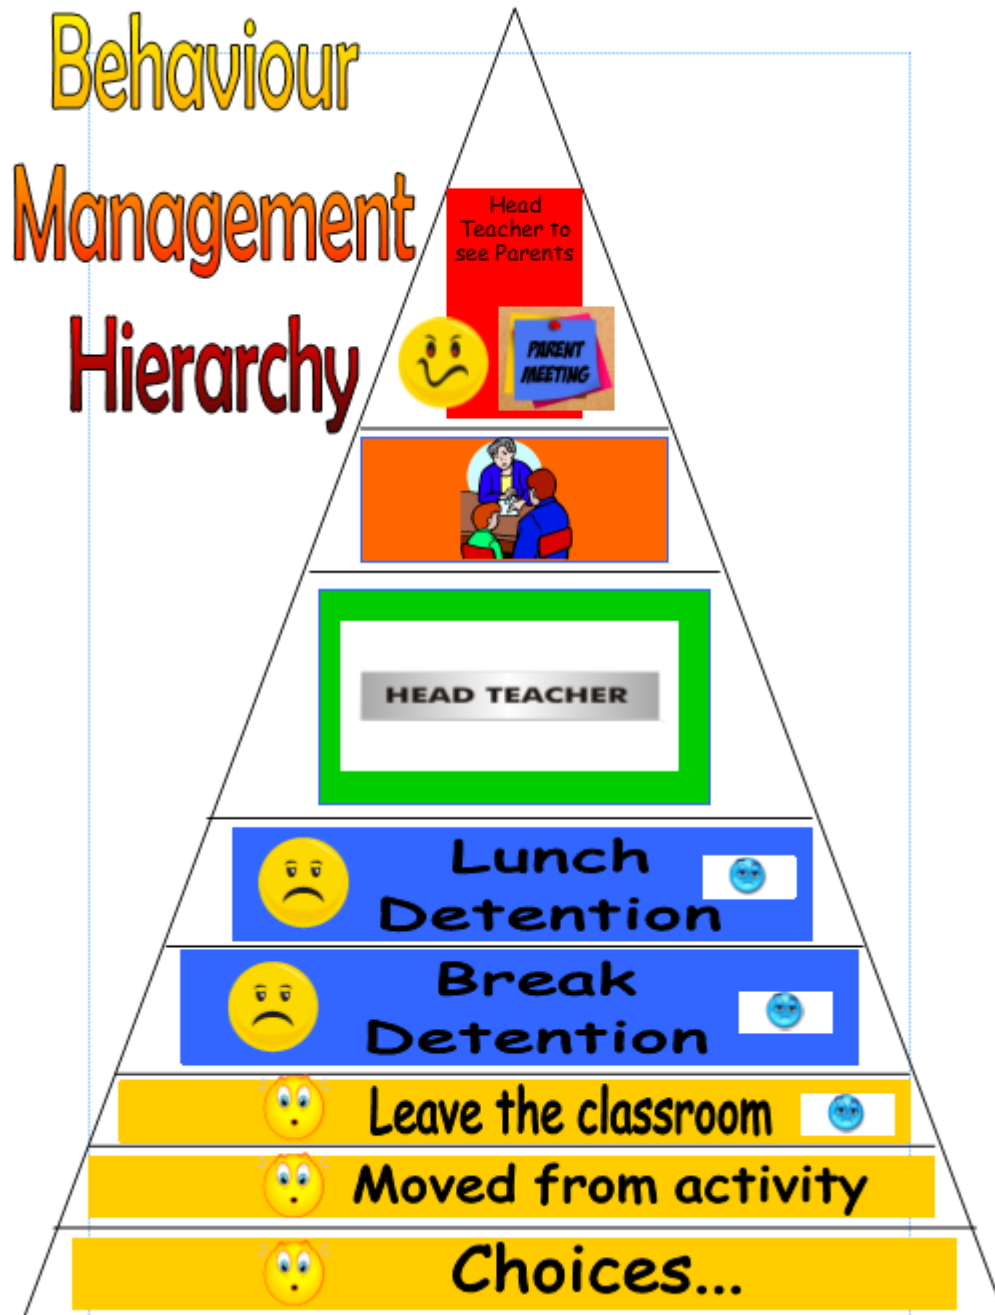 Behaviour
Management
Hierarchy
Head
Teacher to
see Parents
PARENT
MEETING
HEAD TEACHER
Lunch
Detention
Break
Detention
Leave the classroom
Moved from activity
Choices...